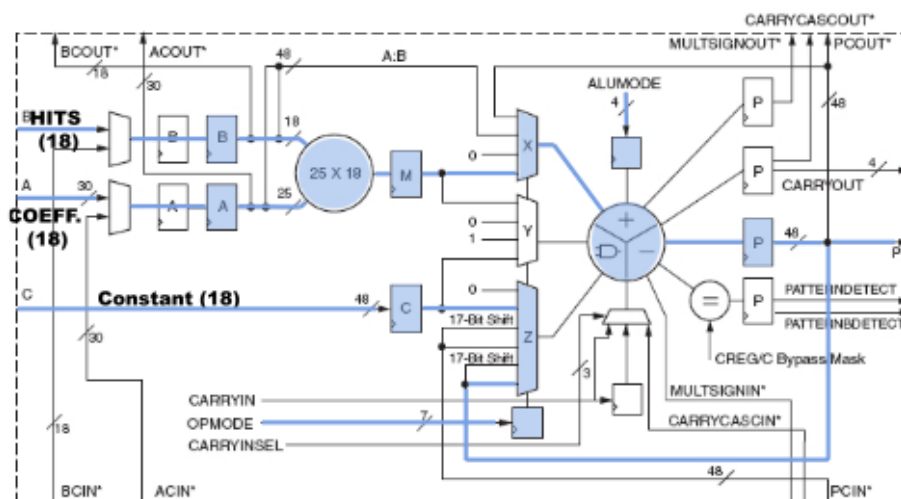 CARRYCASCOUT*
BCOUT*
ACOUT*
MULTSIGNOUT*
PCOUT*
18
30
48
A:B
ALUMODE
4
P
48
B
HITS
(18)
B
B
18
X
0
25 X 18
M
A
30
A
A
25
COEFF.
(18)
0
1
Y
P
4
CARRYOUT
P
48
P
C
Constant (18)
48
C
0
17-Bit Shift
Z
17-Bit Shift
=
P
PATTERNDETECT
PATTERNBDETECT
CREG/C Bypass Mask
30
3
CARRYIN
OPMODE
7
CARRYINSEL
MULTSIGNIN*
CARRYCASCIN*
18
48
BCIN*
ACIN*
PCIN*